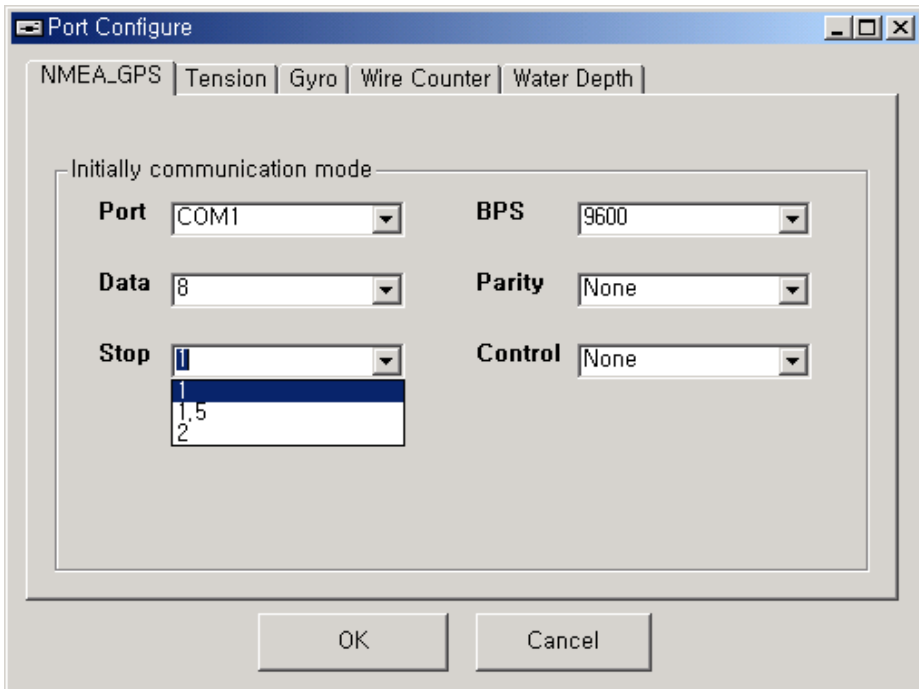 Port Configure
NMEA_GPS Tension Gyro Wire Counter Water Depth
Initially communication mode
Port COM1 BPS 9600
Data 8 Parity None
Stop 1 Control None
1
1.5
2
OK Cancel